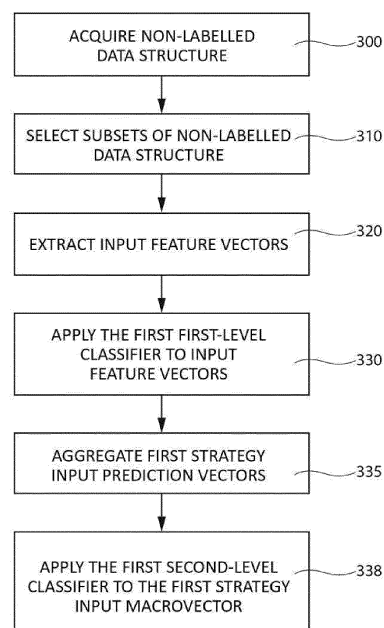 ACQUIRE NON-LABELLED
DATA STRUCTURE
300
SELECT SUBSETS OF NON-LABELLED
DATA STRUCTURE
310
EXTRACT INPUT FEATURE VECTORS
320
APPLY THE FIRST FIRST-LEVEL
CLASSIFIER TO INPUT
FEATURE VECTORS
330
AGGREGATE FIRST STRATEGY
INPUT PREDICTION VECTORS
335
APPLY THE FIRST SECOND-LEVEL
CLASSIFIER TO THE FIRST STRATEGY
INPUT MACROVECTOR
338